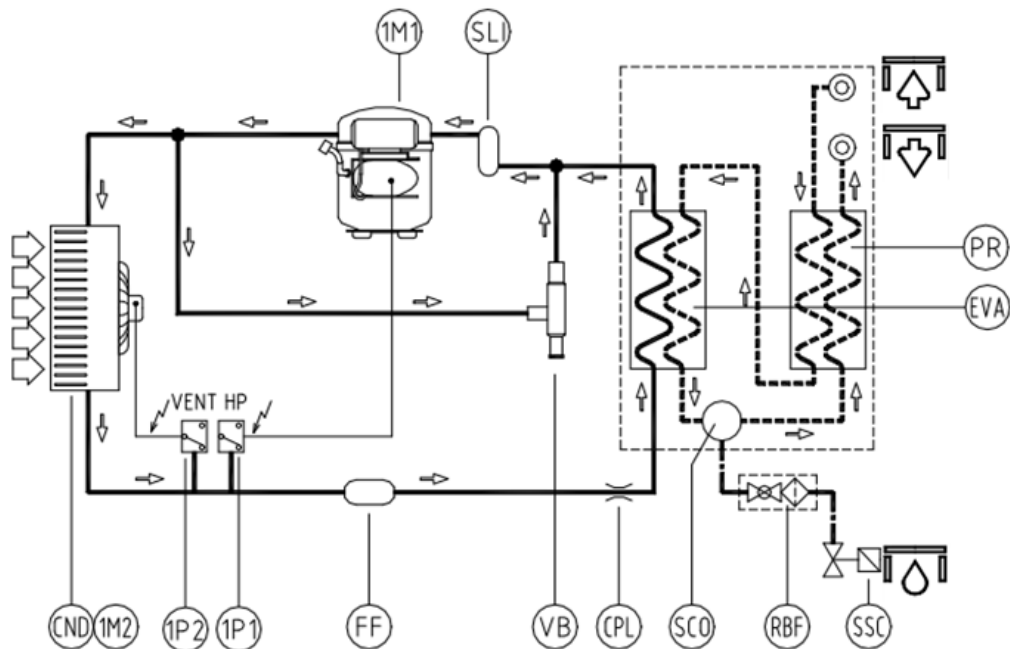 1M1 SLI
PR
EVA
VENT HP
CND 1M2 1P2 1P1 FF VB CPL SCO RBF SSC